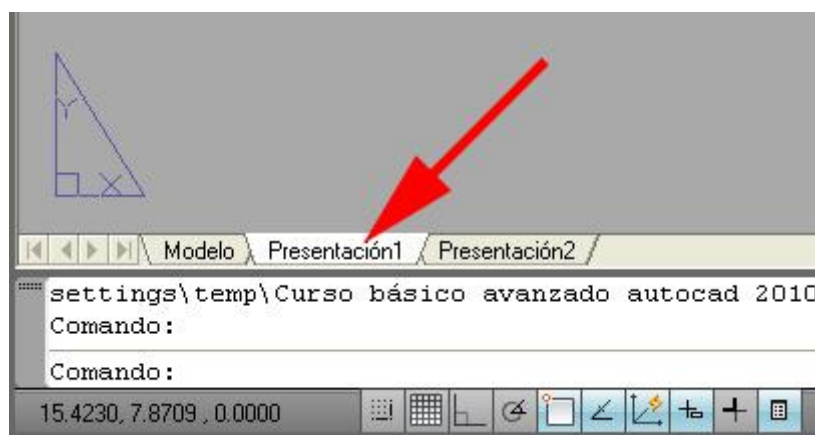 Y
X
Modelo Presentación1 Presentación2
settings\temp\Curso básico avanzado autocad 2010
Comando:
Comando:
15.4230, 7.8709 , 0.0000